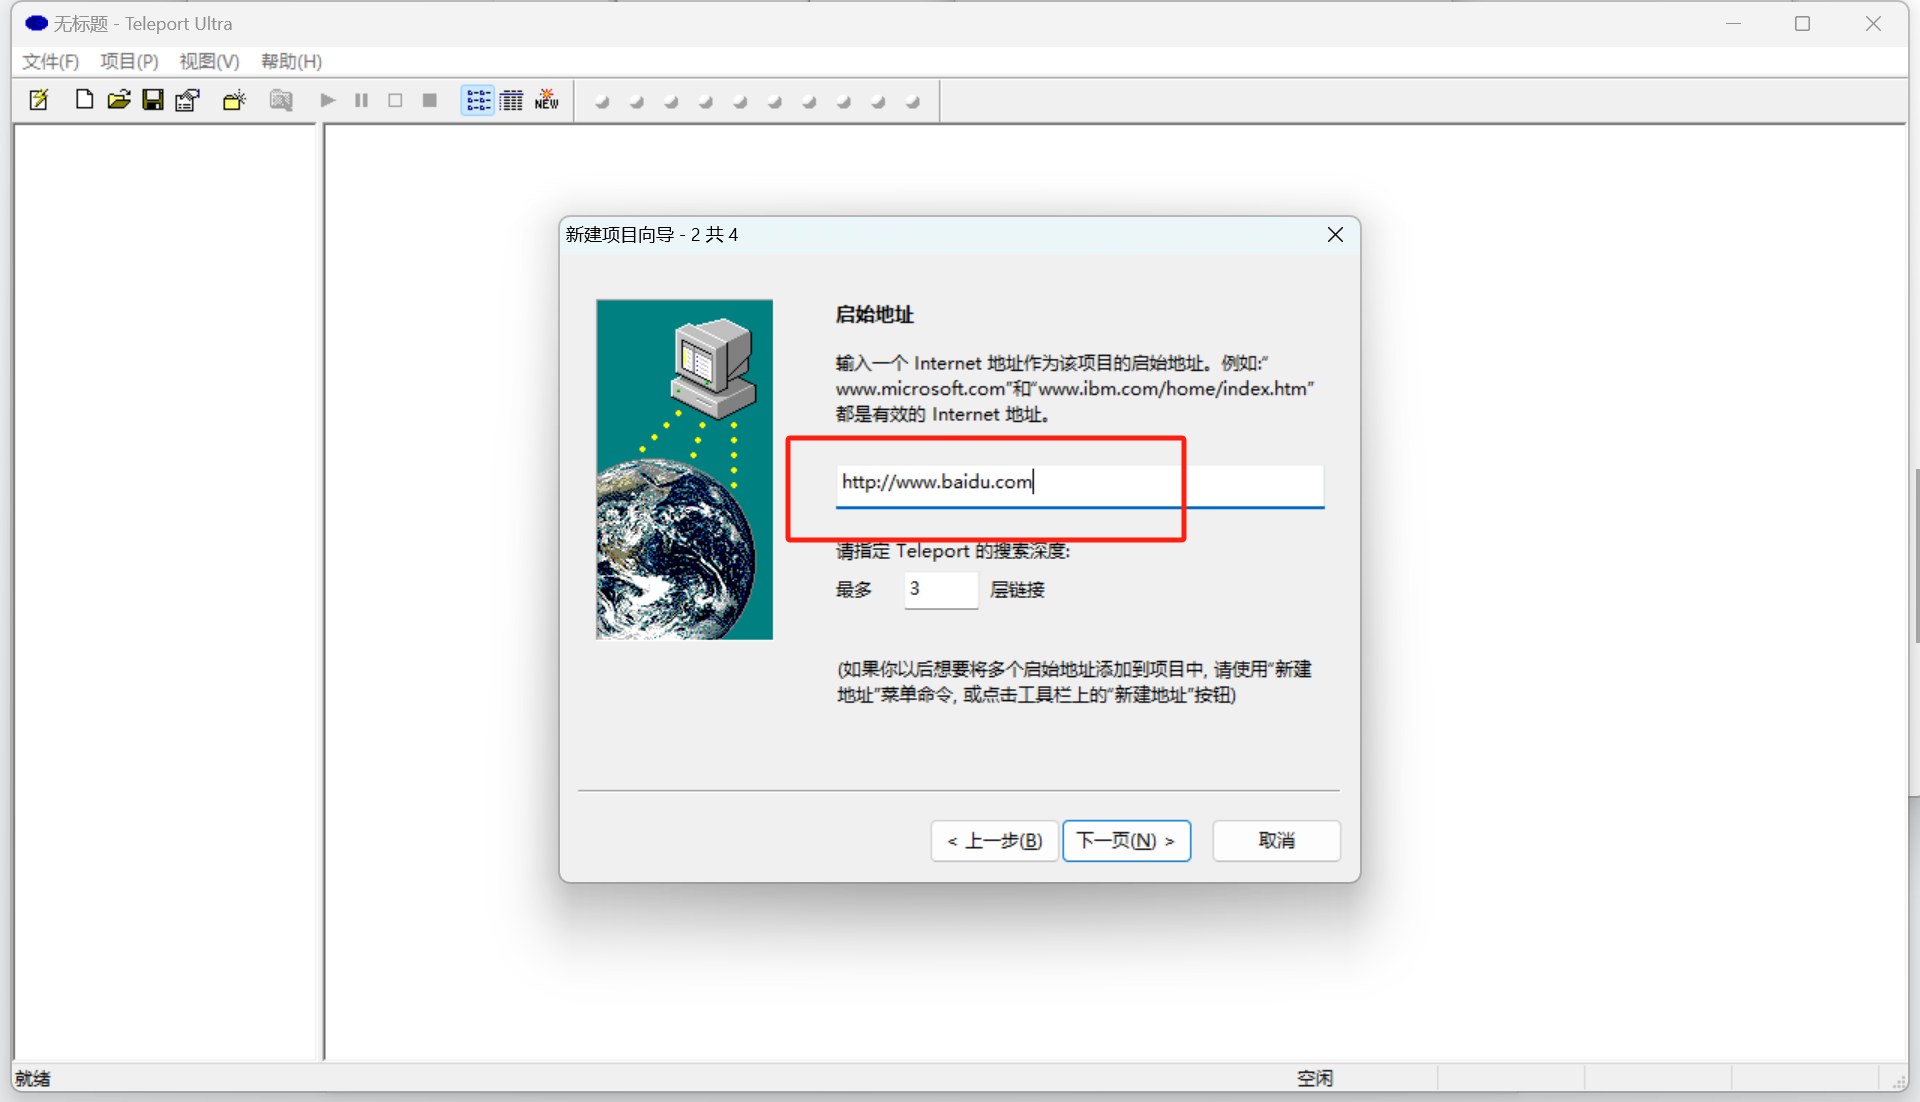 无标题 - Teleport Ultra
文件(F) 项目(P) 视图(V) 帮助(H)
NEW
新建项目向导 - 2 共 4
启始地址
输入一个 Internet 地址作为该项目的启始地址。例如:“
www.microsoft.com”和“www.ibm.com/home/index.htm”
都是有效的 Internet 地址。
http://www.baidu.com
请指定 Teleport 的搜索深度:
最多 3 层链接
(如果你以后想要将多个启始地址添加到项目中, 请使用“新建
地址”菜单命令, 或点击工具栏上的“新建地址”按钮)
< 上一步(B) 下一页(N) > 取消
就绪 空闲